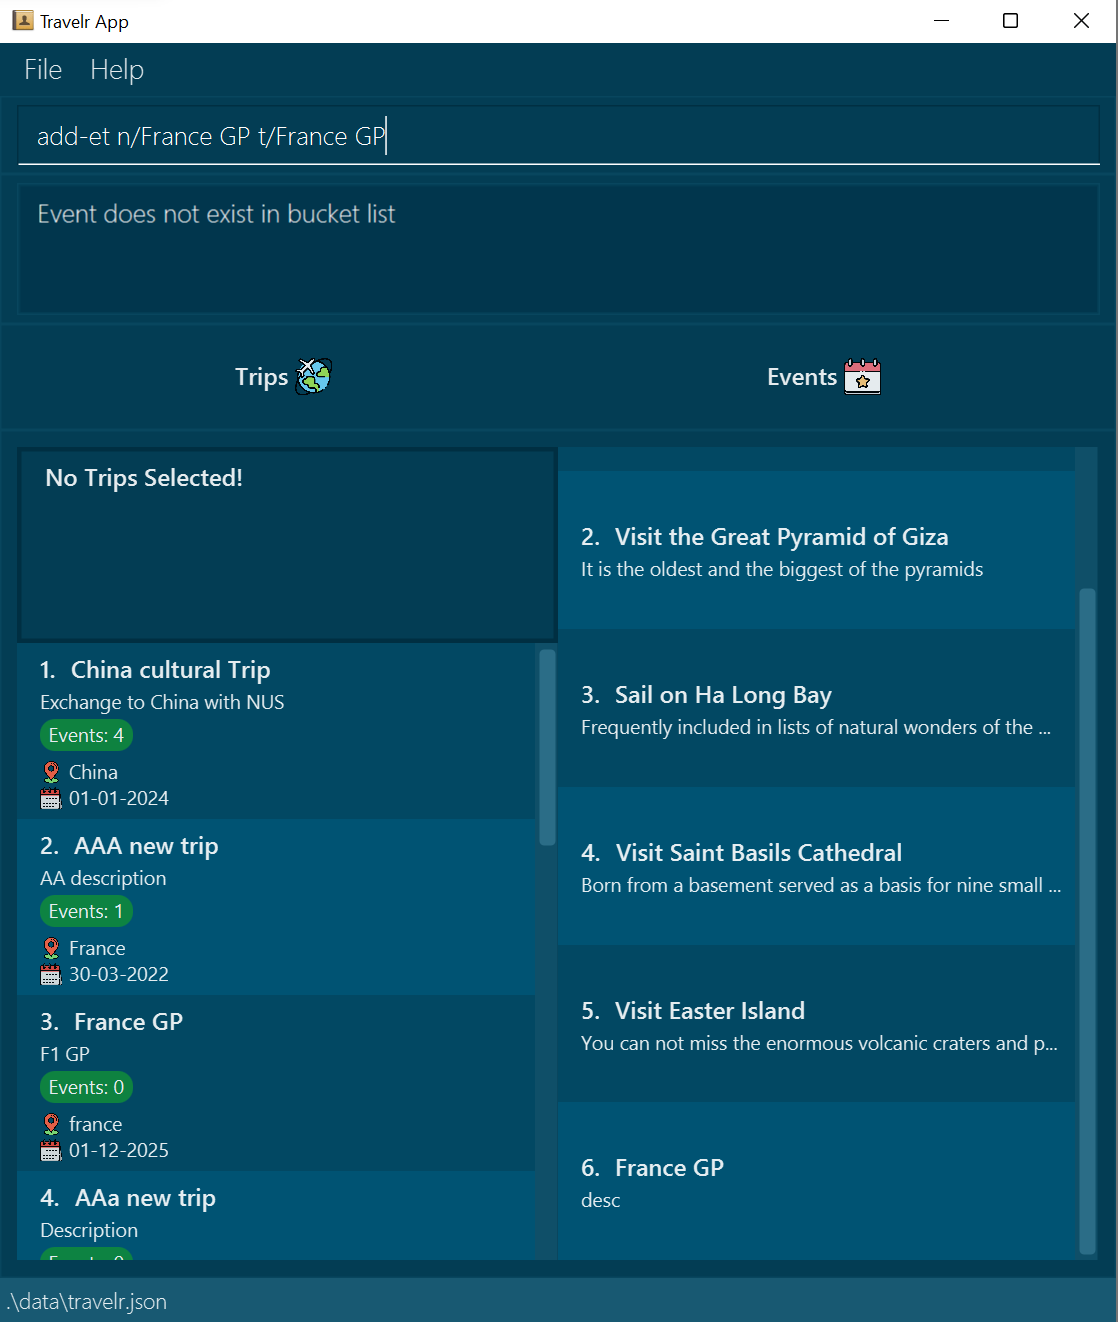 Travelr App
File Help
add-et n/France GP t/France GP
Event does not exist in bucket list
Trips
Events
No Trips Selected!
1. China cultural Trip
Exchange to China with NUS
Events: 4
China
01-01-2024
2. AAA new trip
AA description
Events: 1
France
30-03-2022
3. France GP
F1 GP
Events: 0
france
01-12-2025
4. AAa new trip
Description
2. Visit the Great Pyramid of Giza
It is the oldest and the biggest of the pyramids
3. Sail on Ha Long Bay
Frequently included in lists of natural wonders of the ...
4. Visit Saint Basils Cathedral
Born from a basement served as a basis for nine small ...
5. Visit Easter Island
You can not miss the enormous volcanic craters and p...
6. France GP
desc
.\data\travelr.json